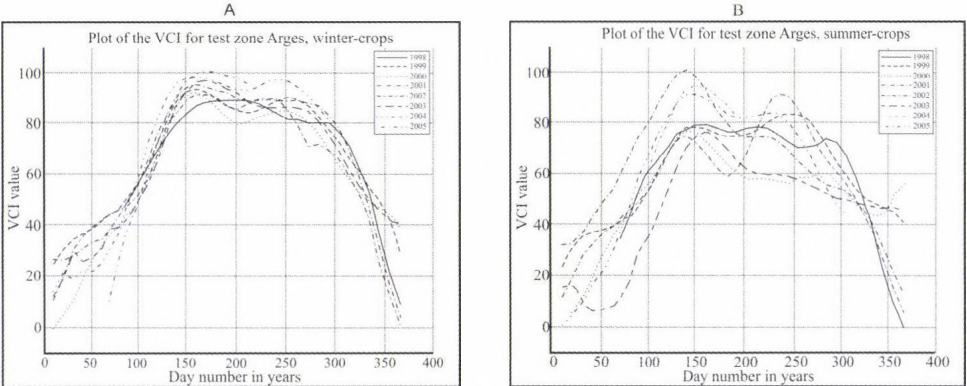 A
Plot of the VCI for test zone Arges, winter-crops
1998
1999
2000
2001
2002
2003
2004
2005
VCI value
100
80
60
40
20
0
0 50 100 150 200 250 300 350 400
Day number in years
B
Plot of the VCI for test zone Arges, summer-crops
1998
1999
2000
2001
2002
2003
2004
2005
VCI value
100
80
60
40
20
0
0 50 100 150 200 250 300 350 400
Day number in years